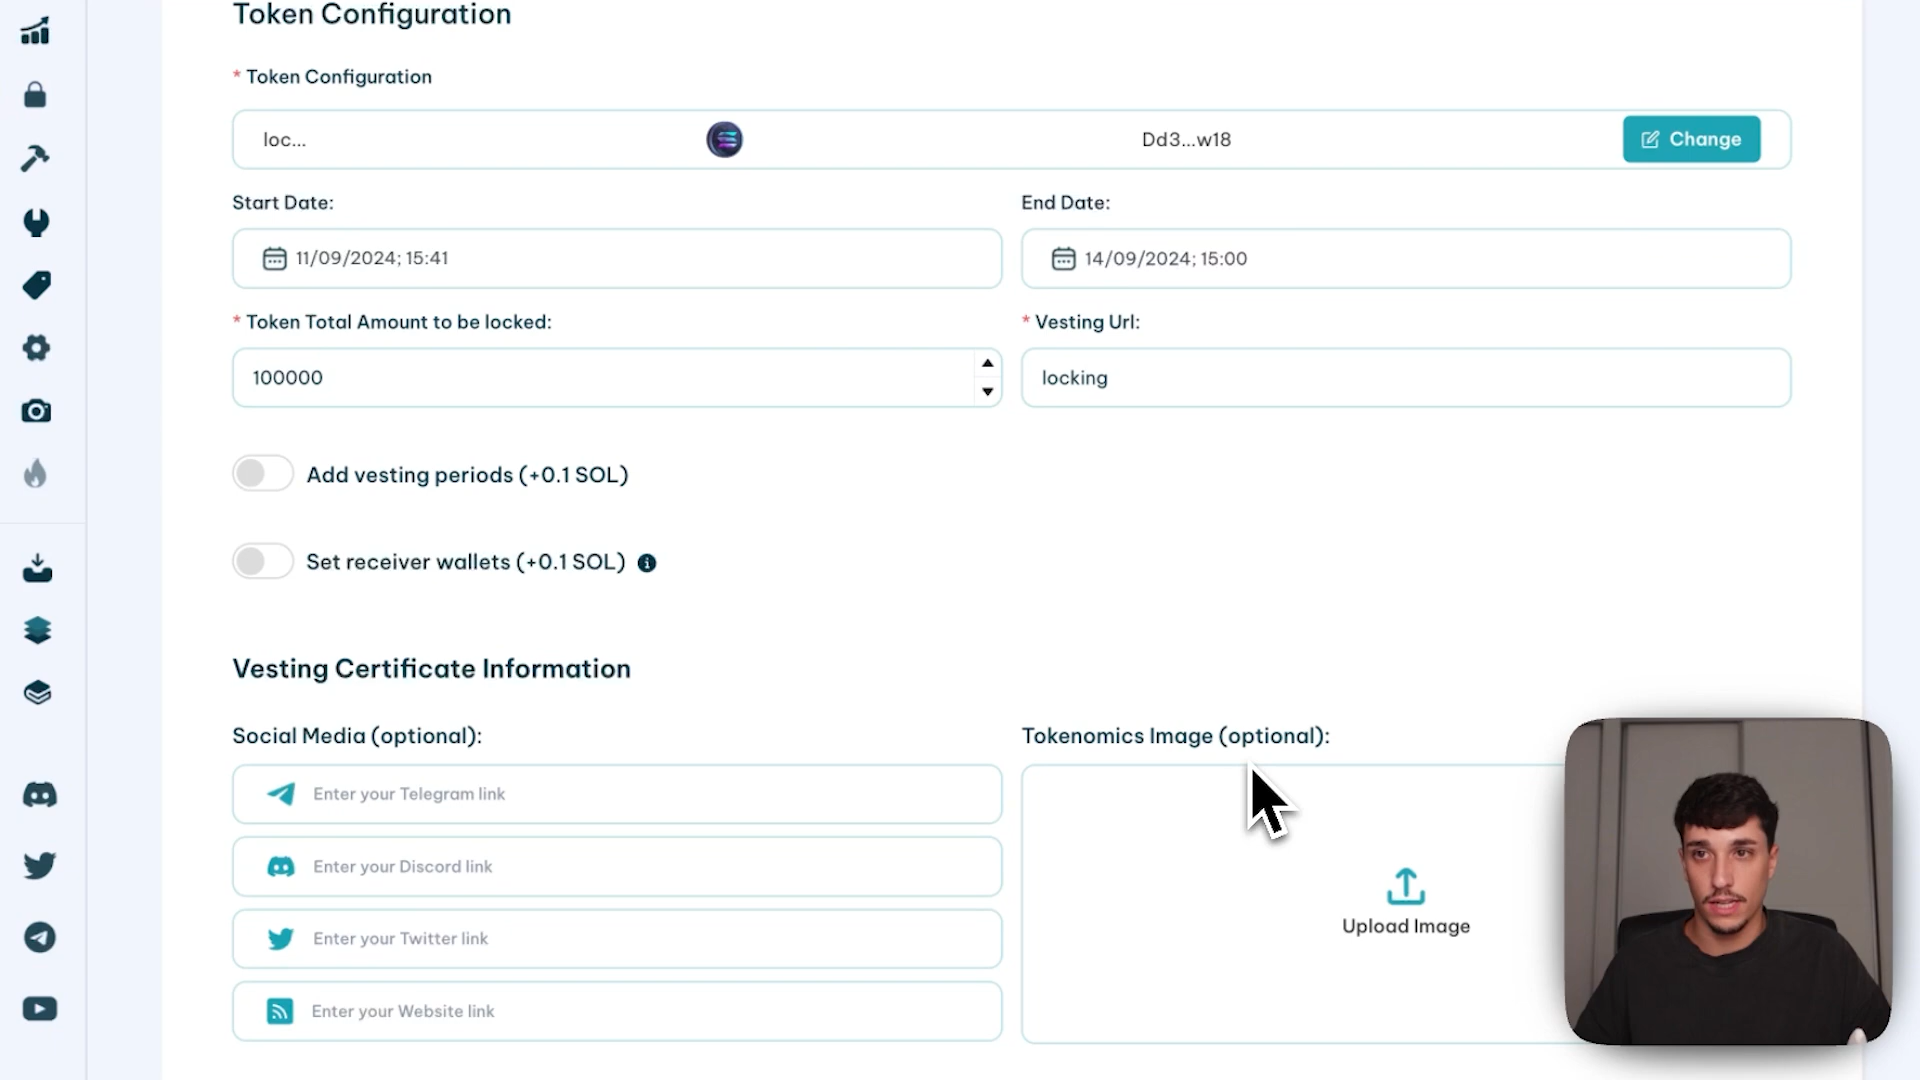 Token Configuration
* Token Configuration
loc...
Dd3...w18
Change
Start Date:
End Date:
11/09/2024; 15:41
14/09/2024; 15:00
* Token Total Amount to be locked:
* Vesting Url:
100000
locking
Add vesting periods (+0.1 SOL)
Set receiver wallets (+0.1 SOL)
Vesting Certificate Information
Social Media (optional):
Tokenomics Image (optional):
Enter your Telegram link
Enter your Discord link
Upload Image
Enter your Twitter link
Enter your Website link